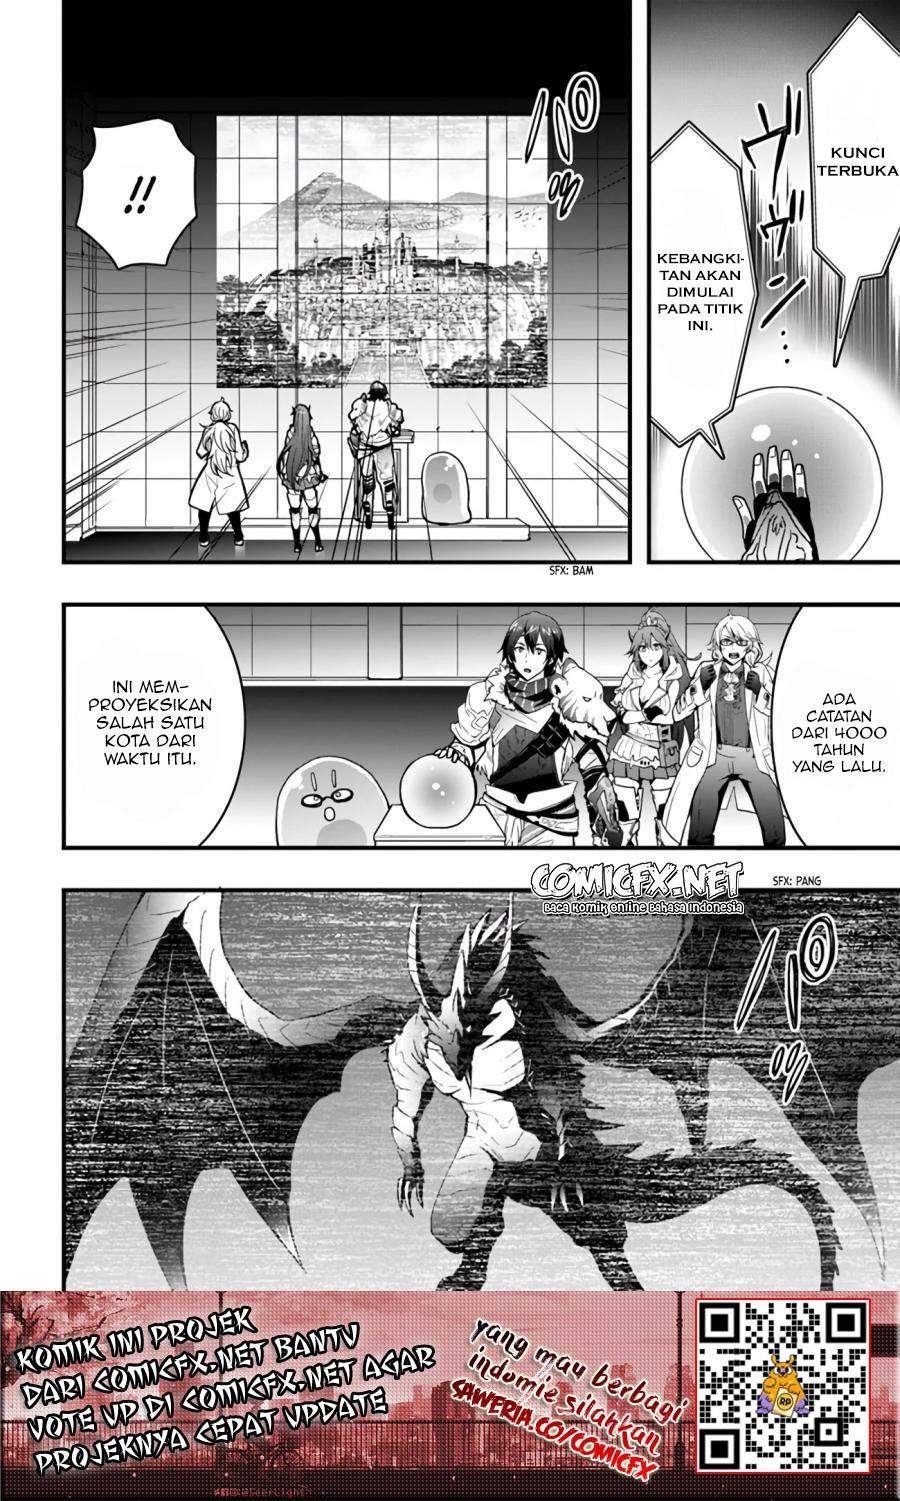 KUNCI
TERBUKA
KEBANGKI-
TAN AKAN
DIMULAI
PADA TITIK
INI.
!!
SFX: BAM
ADA
CATATAN
DARI 4000
TAHUN
YANG LALU.
INI MEM-
PROYEKSIKAN
SALAH SATU
KOTA DARI
WAKTU ITU.
COMICFX.NET
Baca Komik Online Bahasa Indonesia
SFX: PANG
KOMIK INI PROJEK
DARI COMICFX.NET BANTU
VOTE UP DI COMICFX.NET AGAR
PROJEKNYA CEPAT UPDATE
yang mau berbagi
indomie silahkan
SAWERIA.CO/COMICFX
RP